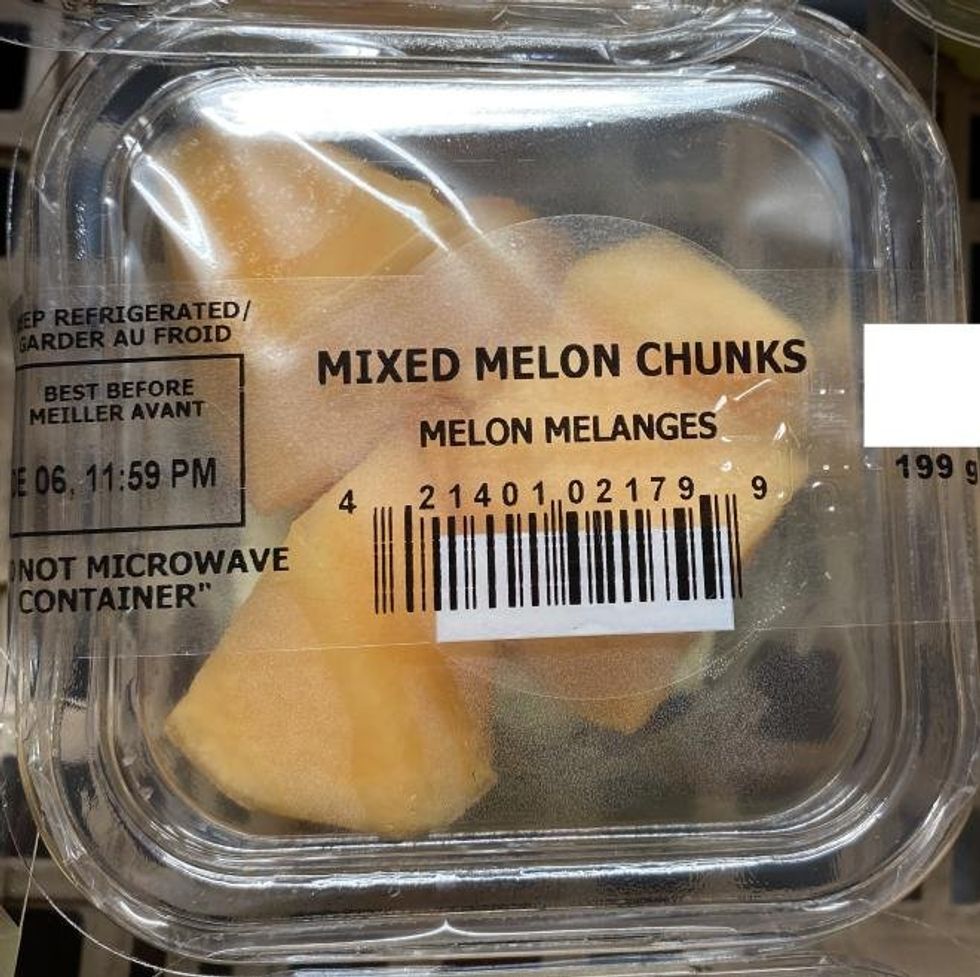 EP REFRIGERATED/
GARDER AU FROID
BEST BEFORE
MEILLER AVANT
DE 06, 11:59 PM
NOT MICROWAVE
CONTAINER"
MIXED MELON CHUNKS
MELON MELANGES
4 21401 02179 9
199 g